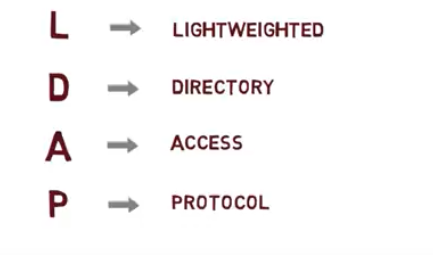 L → LIGHTWEIGHTED
D → DIRECTORY
A → ACCESS
P → PROTOCOL